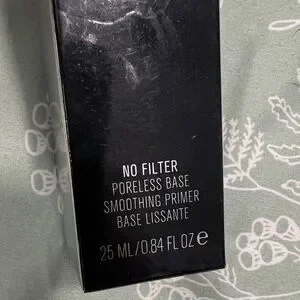 NO FILTER
PORELESS BASE
SMOOTHING PRIMER
BASE LISSANTE
25 ML/0.84 FL OZ℮